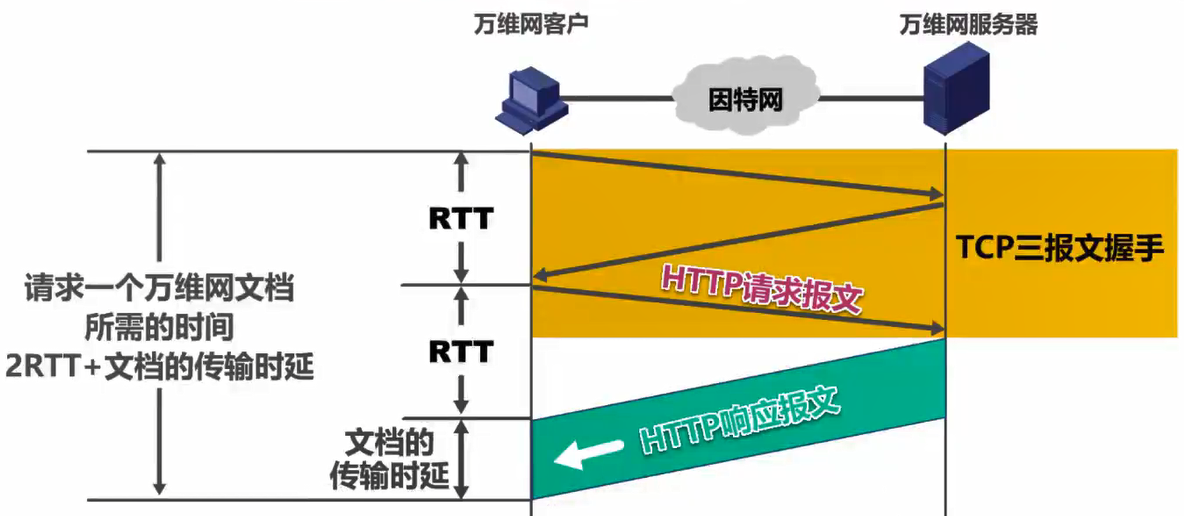 万维网客户
万维网服务器
因特网
RTT
TCP三报文握手
HTTP请求报文
请求一个万维网文档
所需的时间
2RTT+文档的传输时延
RTT
HTTP响应报文
文档的
传输时延